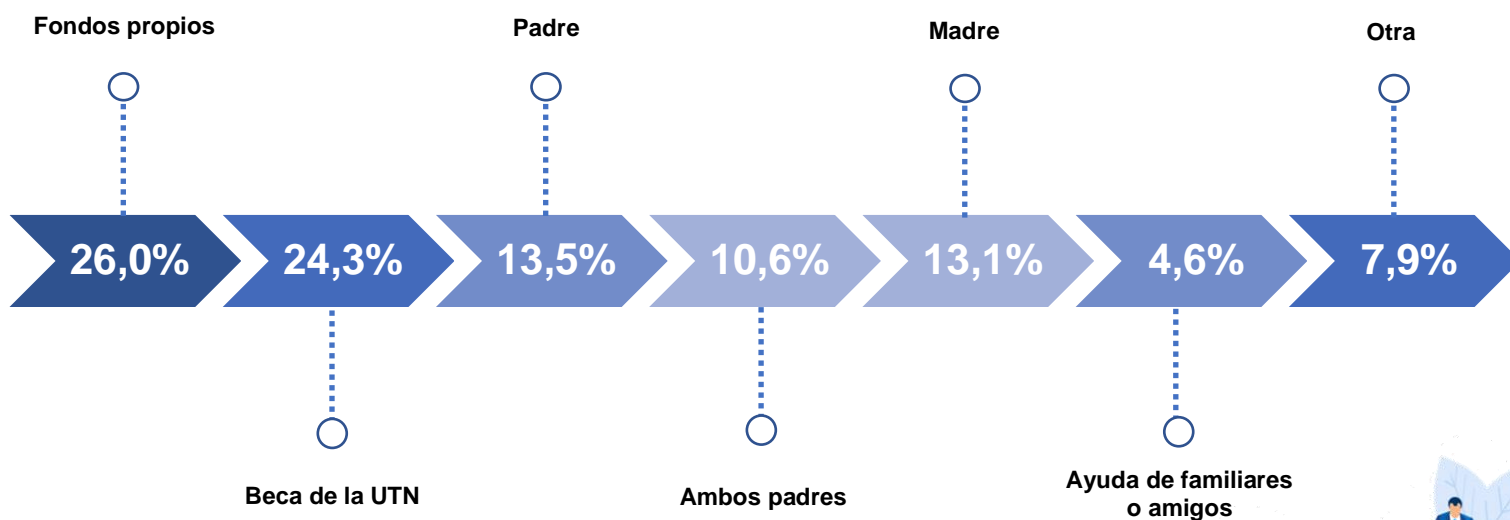 Fondos propios
Padre
Madre
Otra
26,0%
24,3%
13,5%
10,6%
13,1%
4,6%
7,9%
Beca de la UTN
Ambos padres
Ayuda de familiares
o amigos